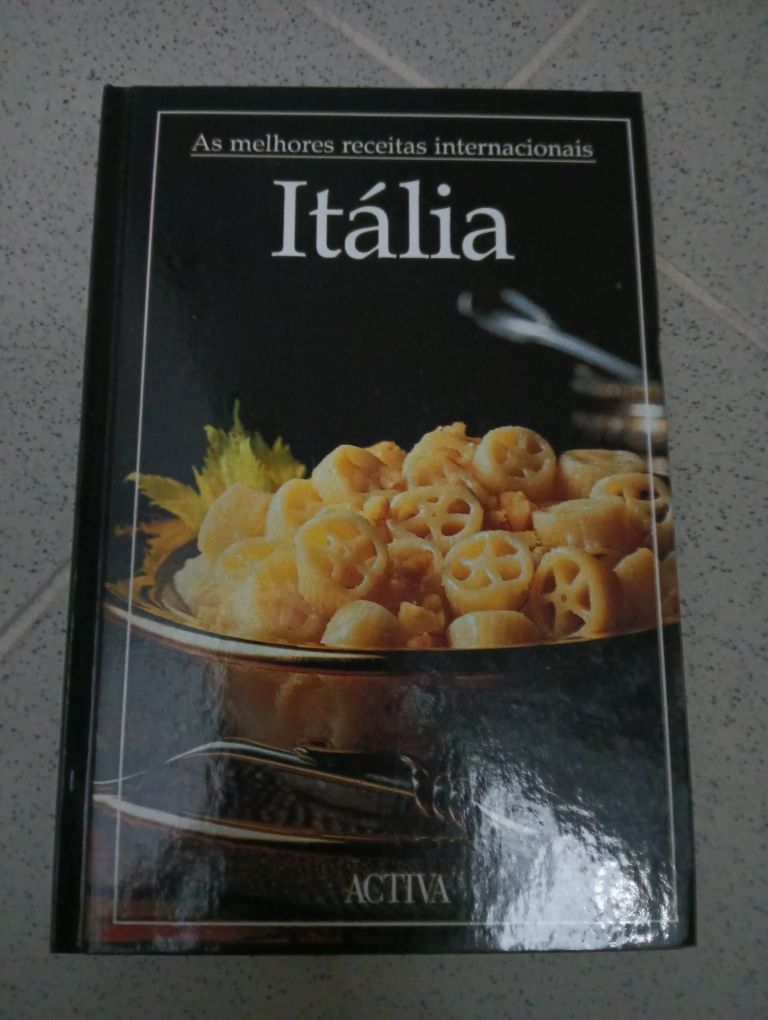 As melhores receitas internacionais
Itália
ACTIVA